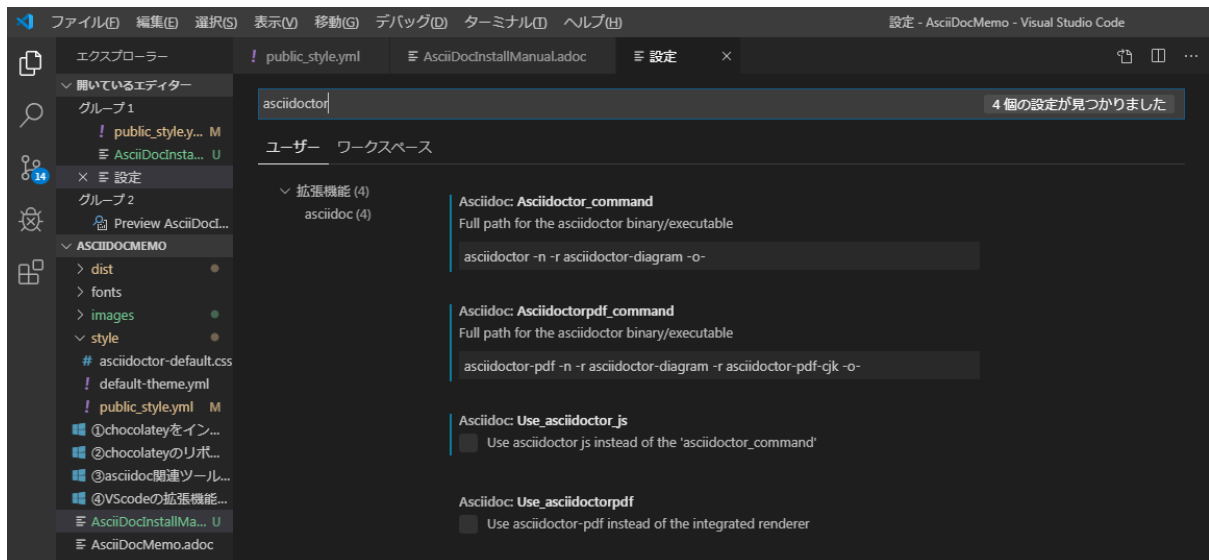 ファイル(F) 編集(E) 選択(S) 表示(V) 移動(G) デバッグ(D) ターミナル(T) ヘルプ(H) 設定 - AsciiDocMemo - Visual Studio Code
エクスプローラー
! public_style.yml
AsciiDocInstallManual.adoc
設定
開いているエディター
グループ1
! public_style.y... M
AsciiDocInsta... U
設定
グループ2
Preview AsciiDocI...
14
ASCIIDOCMEMO
dist
fonts
images
style
# asciidoctor-default.css
! default-theme.yml
! public_style.yml M
①chocolateyをイン...
②chocolateyのリポ...
③asciidoc関連ツール...
④VScodeの拡張機能...
AsciiDocInstallMa... U
AsciiDocMemo.adoc
asciidoctor
4 個の設定が見つかりました
ユーザー ワークスペース
拡張機能 (4)
asciidoc (4)
Asciidoc: Asciidoctor_command
Full path for the asciidoctor binary/executable
asciidoctor -n -r asciidoctor-diagram -o-
Asciidoc: Asciidoctorpdf_command
Full path for the asciidoctor binary/executable
asciidoctor-pdf -n -r asciidoctor-diagram -r asciidoctor-pdf-cjk -o-
Asciidoc: Use_asciidoctor_js
Use asciidoctor js instead of the 'asciidoctor_command'
Asciidoc: Use_asciidoctorpdf
Use asciidoctor-pdf instead of the integrated renderer